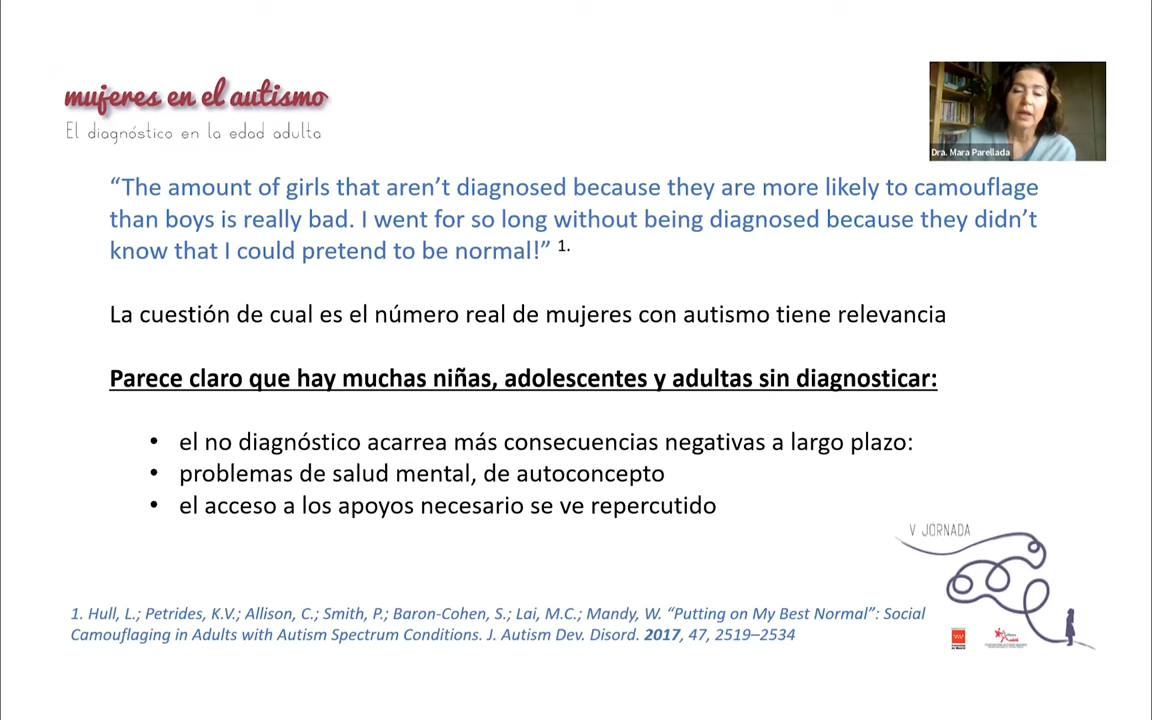 mujeres en el autismo
El diagnóstico en la edad adulta
Dra. Mara Parellada
“The amount of girls that aren’t diagnosed because they are more likely to camouflage
than boys is really bad. I went for so long without being diagnosed because they didn’t
know that I could pretend to be normal!” 1.
La cuestión de cual es el número real de mujeres con autismo tiene relevancia
Parece claro que hay muchas niñas, adolescentes y adultas sin diagnosticar:
• el no diagnóstico acarrea más consecuencias negativas a largo plazo:
• problemas de salud mental, de autoconcepto
• el acceso a los apoyos necesario se ve repercutido
V JORNADA
1. Hull, L.; Petrides, K.V.; Allison, C.; Smith, P.; Baron-Cohen, S.; Lai, M.C.; Mandy, W. “Putting on My Best Normal”: Social
Camouflaging in Adults with Autism Spectrum Conditions. J. Autism Dev. Disord. 2017, 47, 2519–2534